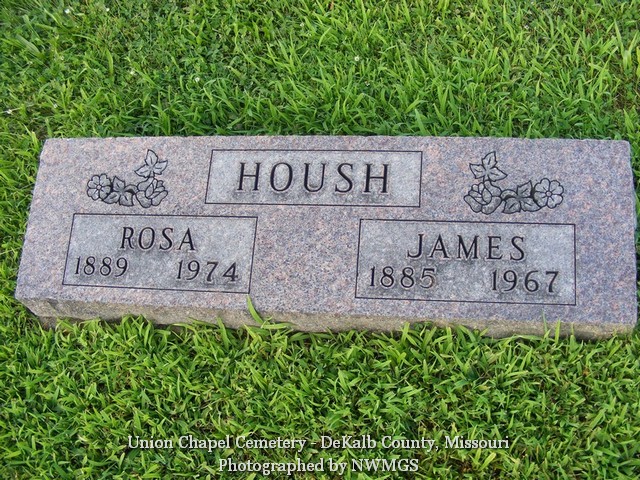 HOUSH
ROSA
1889 1974
JAMES
1885 1967
Union Chapel Cemetery - DeKalb County, Missouri
Photographed by NWMGS